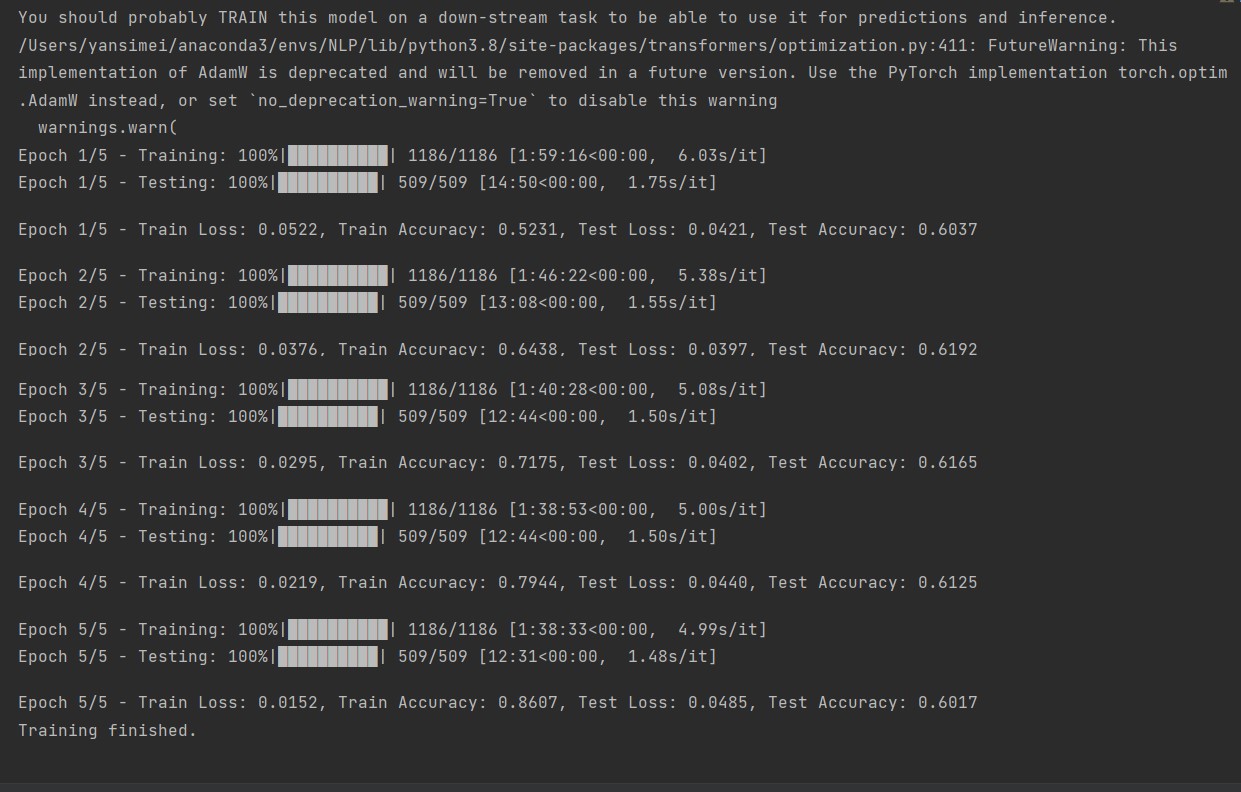 You should probably TRAIN this model on a down-stream task to be able to use it for predictions and inference.
/Users/yansimei/anaconda3/envs/NLP/lib/python3.8/site-packages/transformers/optimization.py:411: FutureWarning: This
implementation of AdamW is deprecated and will be removed in a future version. Use the PyTorch implementation torch.optim
.AdamW instead, or set `no_deprecation_warning=True` to disable this warning
  warnings.warn(
Epoch 1/5 - Training: 100%|██████████| 1186/1186 [1:59:16<00:00,  6.03s/it]
Epoch 1/5 - Testing: 100%|██████████| 509/509 [14:50<00:00,  1.75s/it]
Epoch 1/5 - Train Loss: 0.0522, Train Accuracy: 0.5231, Test Loss: 0.0421, Test Accuracy: 0.6037
Epoch 2/5 - Training: 100%|██████████| 1186/1186 [1:46:22<00:00,  5.38s/it]
Epoch 2/5 - Testing: 100%|██████████| 509/509 [13:08<00:00,  1.55s/it]
Epoch 2/5 - Train Loss: 0.0376, Train Accuracy: 0.6438, Test Loss: 0.0397, Test Accuracy: 0.6192
Epoch 3/5 - Training: 100%|██████████| 1186/1186 [1:40:28<00:00,  5.08s/it]
Epoch 3/5 - Testing: 100%|██████████| 509/509 [12:44<00:00,  1.50s/it]
Epoch 3/5 - Train Loss: 0.0295, Train Accuracy: 0.7175, Test Loss: 0.0402, Test Accuracy: 0.6165
Epoch 4/5 - Training: 100%|██████████| 1186/1186 [1:38:53<00:00,  5.00s/it]
Epoch 4/5 - Testing: 100%|██████████| 509/509 [12:44<00:00,  1.50s/it]
Epoch 4/5 - Train Loss: 0.0219, Train Accuracy: 0.7944, Test Loss: 0.0440, Test Accuracy: 0.6125
Epoch 5/5 - Training: 100%|██████████| 1186/1186 [1:38:33<00:00,  4.99s/it]
Epoch 5/5 - Testing: 100%|██████████| 509/509 [12:31<00:00,  1.48s/it]
Epoch 5/5 - Train Loss: 0.0152, Train Accuracy: 0.8607, Test Loss: 0.0485, Test Accuracy: 0.6017
Training finished.